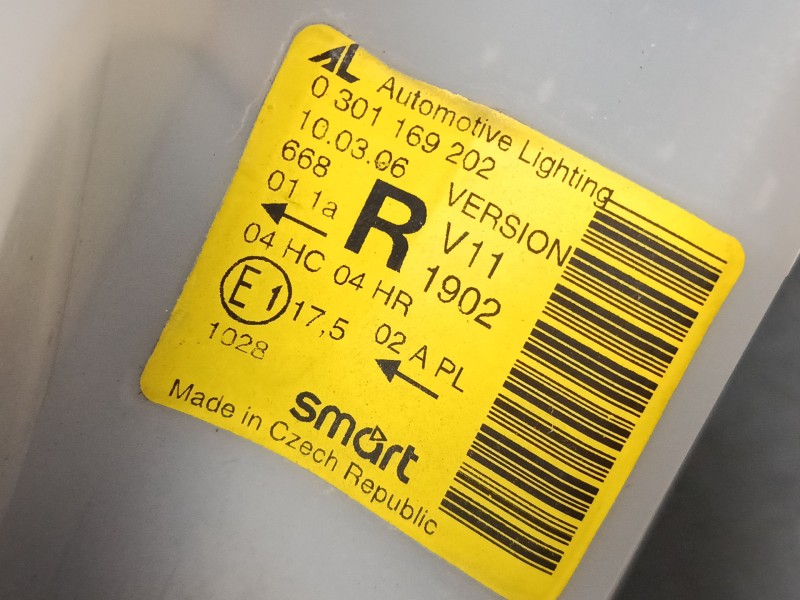 AL Automotive Lighting
0 301 169 202
10.03.06
668
VERSION
01 1a
R
V11
04 HC 04 HR
1902
E1
17,5
02 A PL
1028
smart
Made in Czech Republic